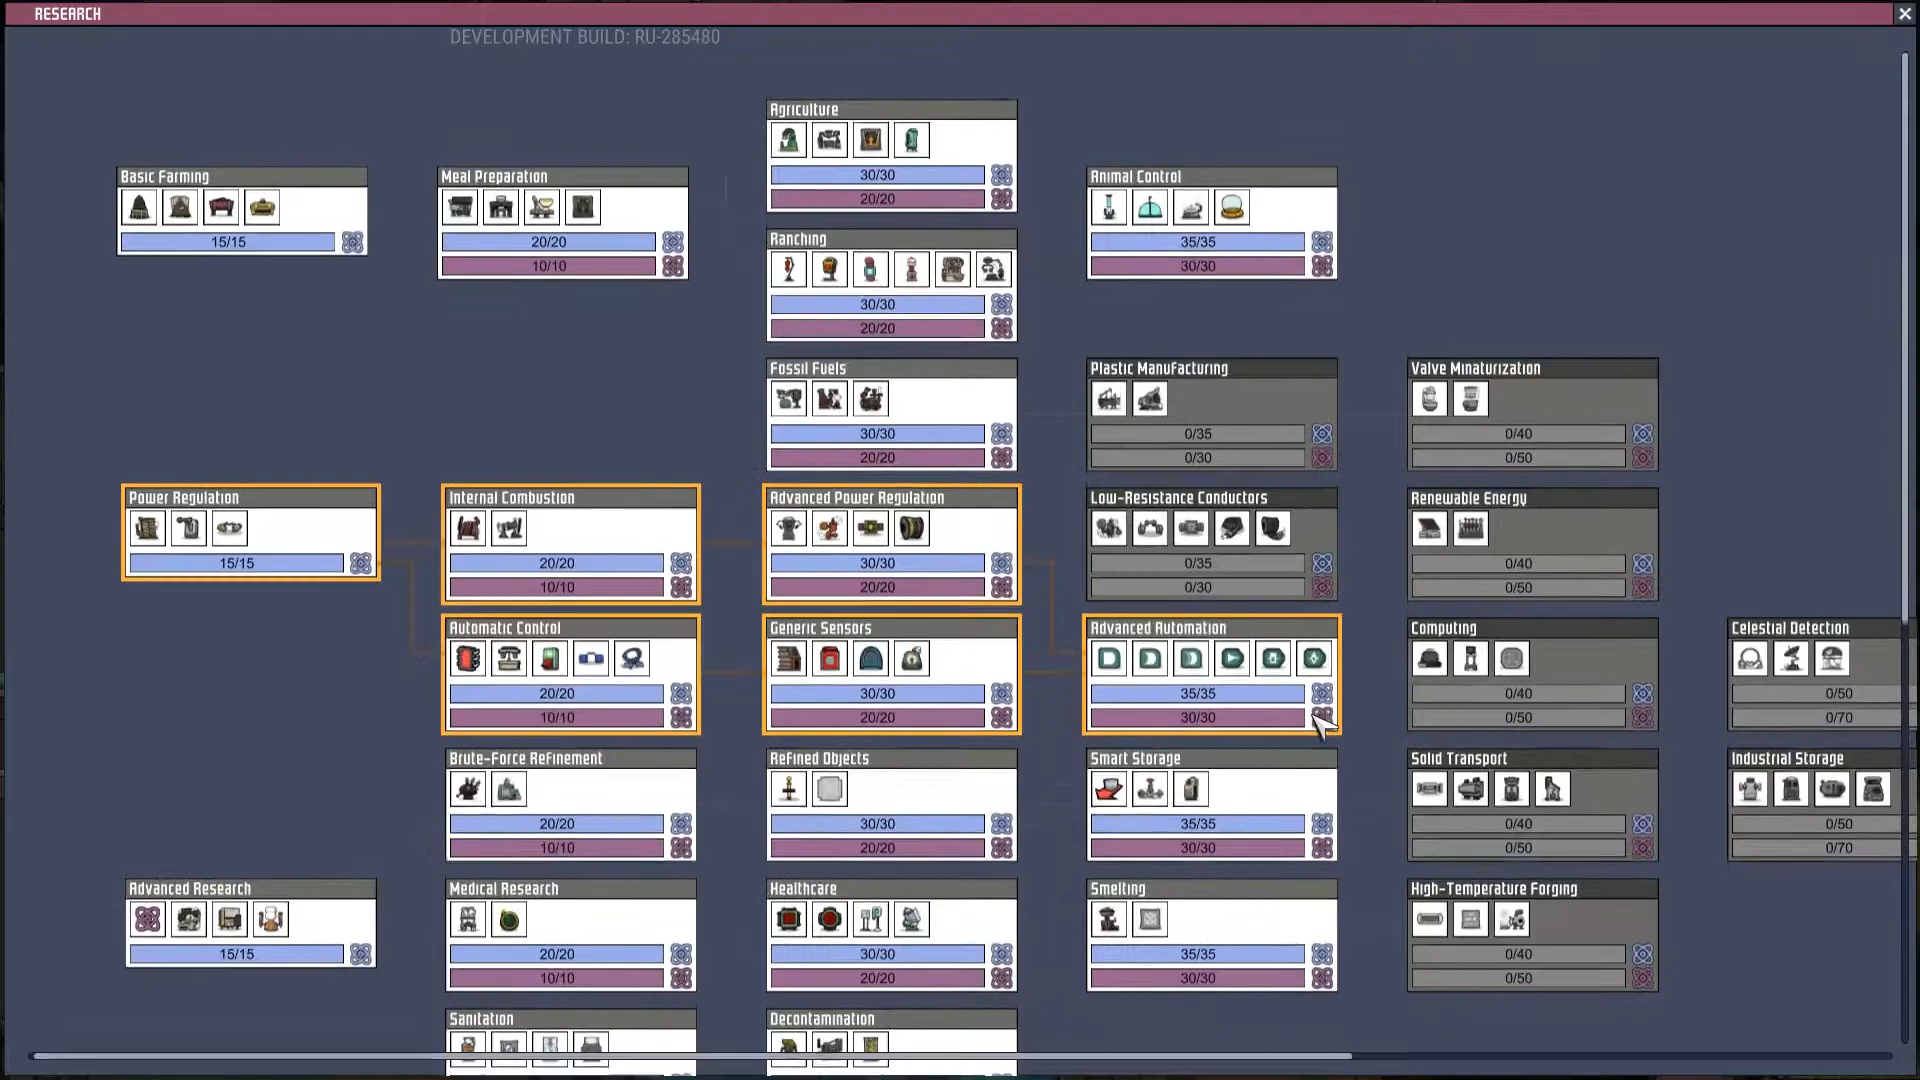 RESEARCH
DEVELOPMENT BUILD: RU-285480
Agriculture
30/30
20/20
Basic Farming
15/15
Meal Preparation
20/20
10/10
Animal Control
35/35
30/30
Ranching
30/30
20/20
Fossil Fuels
30/30
20/20
Plastic Manufacturing
0/35
0/30
Valve Minaturization
0/40
0/50
Power Regulation
15/15
Internal Combustion
20/20
10/10
Advanced Power Regulation
30/30
20/20
Low-Resistance Conductors
0/35
0/30
Renewable Energy
0/40
0/50
Automatic Control
20/20
10/10
Generic Sensors
30/30
20/20
Advanced Automation
35/35
30/30
Computing
0/40
0/50
Celestial Detection
0/50
0/70
Brute-Force Refinement
20/20
10/10
Refined Objects
30/30
20/20
Smart Storage
35/35
30/30
Solid Transport
0/40
0/50
Industrial Storage
0/50
0/70
Advanced Research
15/15
Medical Research
20/20
10/10
Healthcare
30/30
20/20
Smelting
35/35
30/30
High-Temperature Forging
0/40
0/50
Sanitation
Decontamination